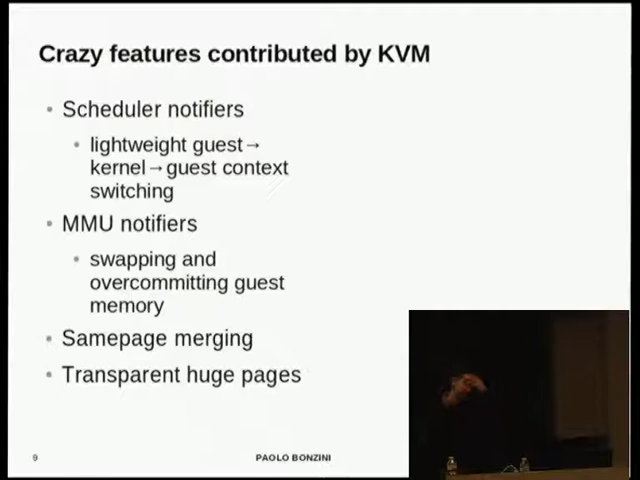 Crazy features contributed by KVM
• Scheduler notifiers
• lightweight guest→
kernel→guest context
switching
• MMU notifiers
• swapping and
overcommitting guest
memory
• Samepage merging
• Transparent huge pages
9
PAOLO BONZINI